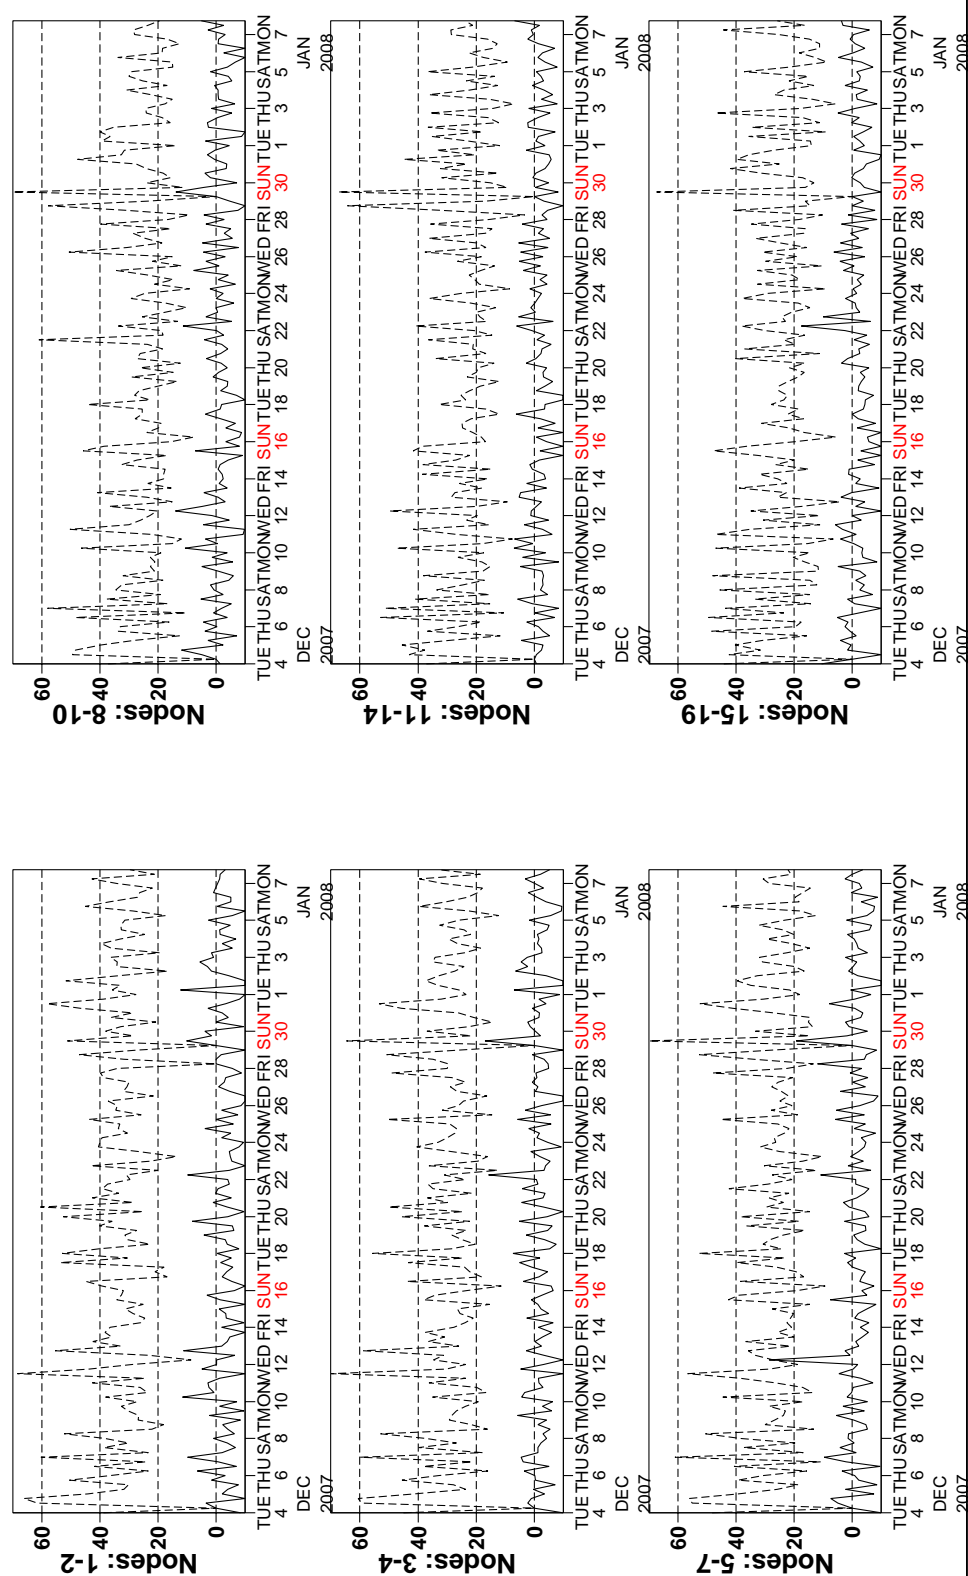 Nodes: 1-2
60
40
20
0
TUE THU SAT MON WED FRI SUN TUE THU SAT MON WED FRI SUN TUE THU SAT MON
4 6 8 10 12 14 16 18 20 22 24 26 28 30 1 3 5 7
DEC JAN
2007 2008
Nodes: 3-4
60
40
20
0
TUE THU SAT MON WED FRI SUN TUE THU SAT MON WED FRI SUN TUE THU SAT MON
4 6 8 10 12 14 16 18 20 22 24 26 28 30 1 3 5 7
DEC JAN
2007 2008
Nodes: 5-7
60
40
20
0
TUE THU SAT MON WED FRI SUN TUE THU SAT MON WED FRI SUN TUE THU SAT MON
4 6 8 10 12 14 16 18 20 22 24 26 28 30 1 3 5 7
DEC JAN
2007 2008
Nodes: 8-10
60
40
20
0
TUE THU SAT MON WED FRI SUN TUE THU SAT MON WED FRI SUN TUE THU SAT MON
4 6 8 10 12 14 16 18 20 22 24 26 28 30 1 3 5 7
DEC JAN
2007 2008
Nodes: 11-14
60
40
20
0
TUE THU SAT MON WED FRI SUN TUE THU SAT MON WED FRI SUN TUE THU SAT MON
4 6 8 10 12 14 16 18 20 22 24 26 28 30 1 3 5 7
DEC JAN
2007 2008
Nodes: 15-19
60
40
20
0
TUE THU SAT MON WED FRI SUN TUE THU SAT MON WED FRI SUN TUE THU SAT MON
4 6 8 10 12 14 16 18 20 22 24 26 28 30 1 3 5 7
DEC JAN
2007 2008